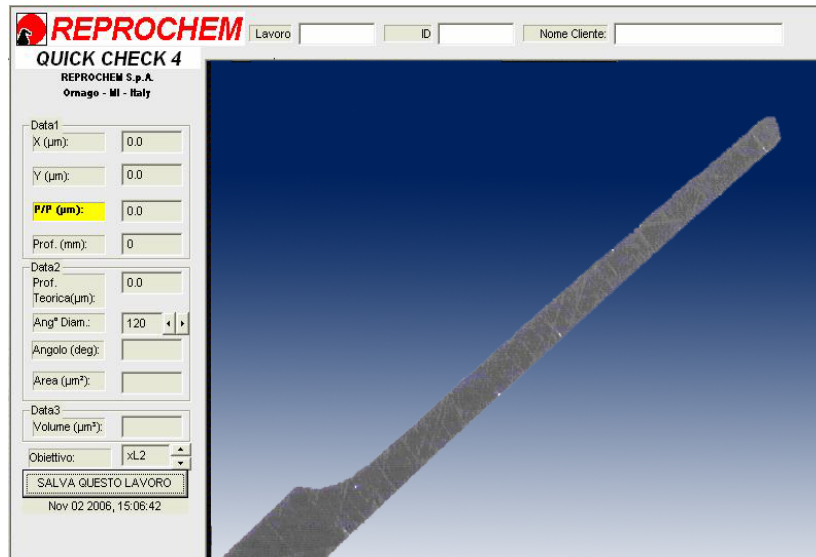 REPROCHEM
Lavoro
ID
Nome Cliente:
QUICK CHECK 4
REPROCHEM S.p.A.
Ornago - MI - Italy
Data1
X (µm): 0.0
Y (µm): 0.0
P/P (µm): 0.0
Prof. (mm): 0
Data2
Prof. 0.0
Teorica(µm):
Ang° Diam.: 120
Angolo (deg):
Area (µm²):
Data3
Volume (µm³):
Obiettivo: xL2
SALVA QUESTO LAVORO
Nov 02 2006, 15:06:42